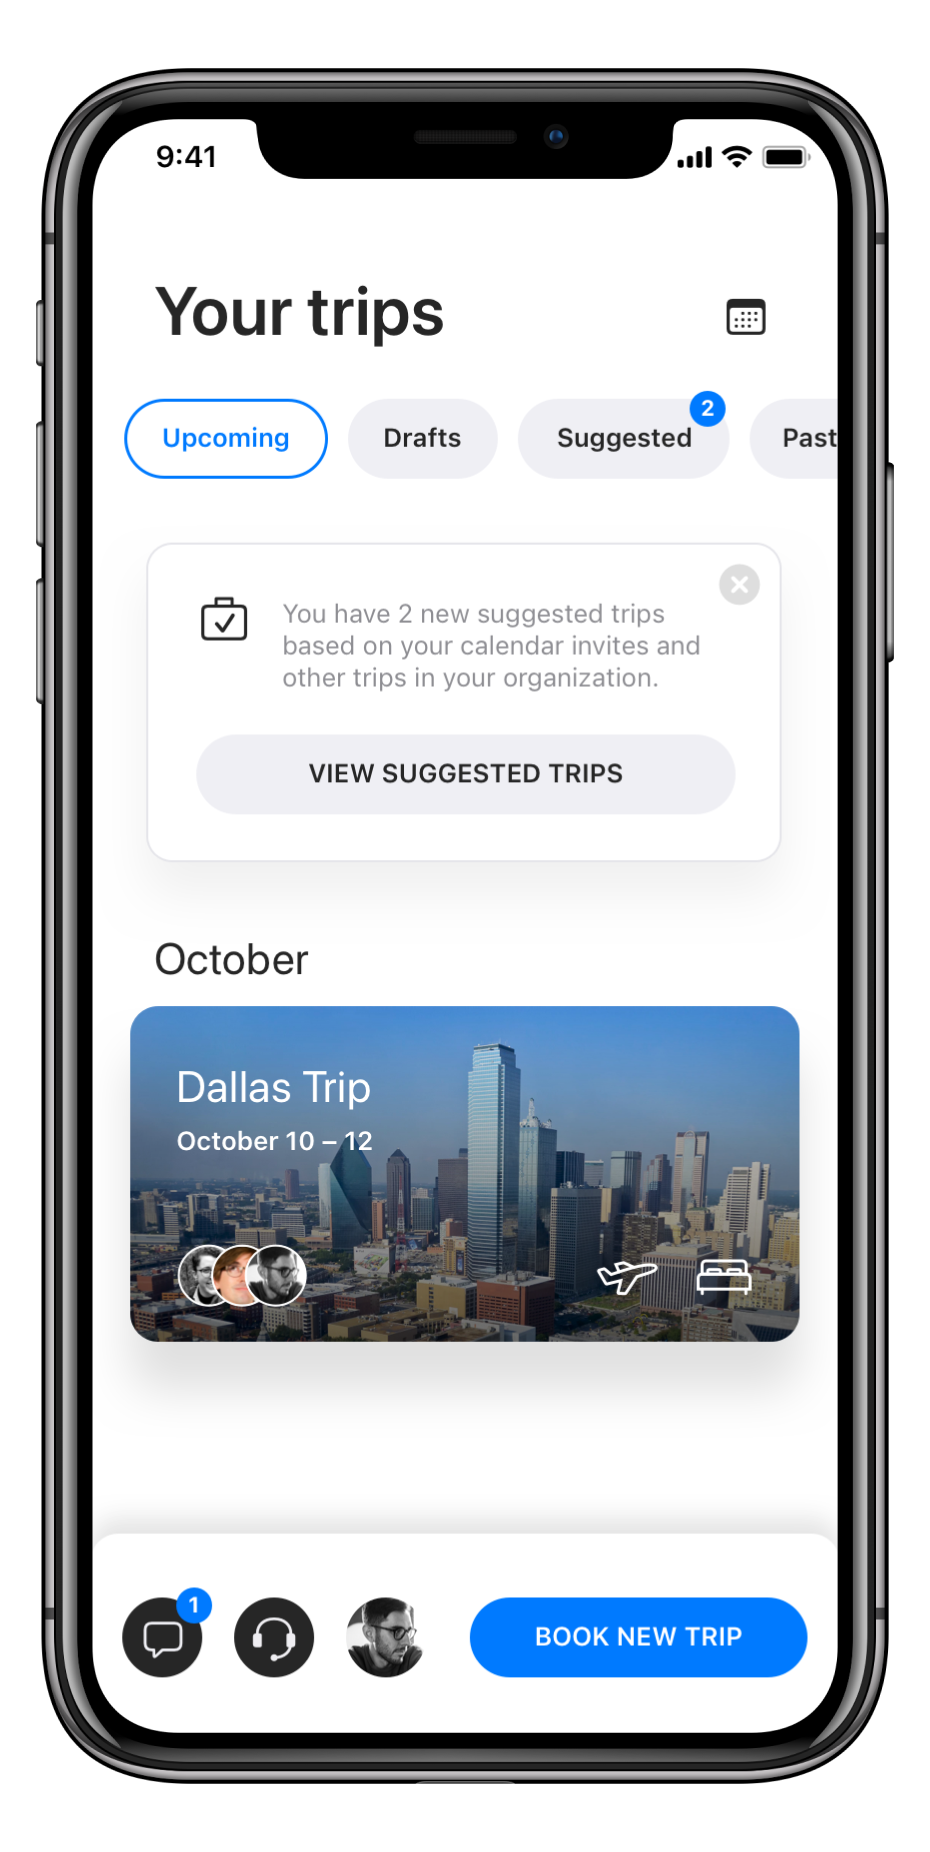 9:41
Your trips
Upcoming
Drafts
Suggested
2
Past
You have 2 new suggested trips
based on your calendar invites and
other trips in your organization.
VIEW SUGGESTED TRIPS
October
Dallas Trip
October 10 – 12
1
BOOK NEW TRIP